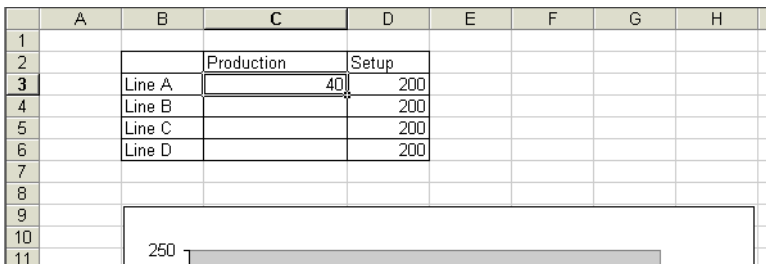 A B C D E F G H
1
2 Production Setup
3 Line A 40 200
4 Line B 200
5 Line C 200
6 Line D 200
7
8
9
10
11 250